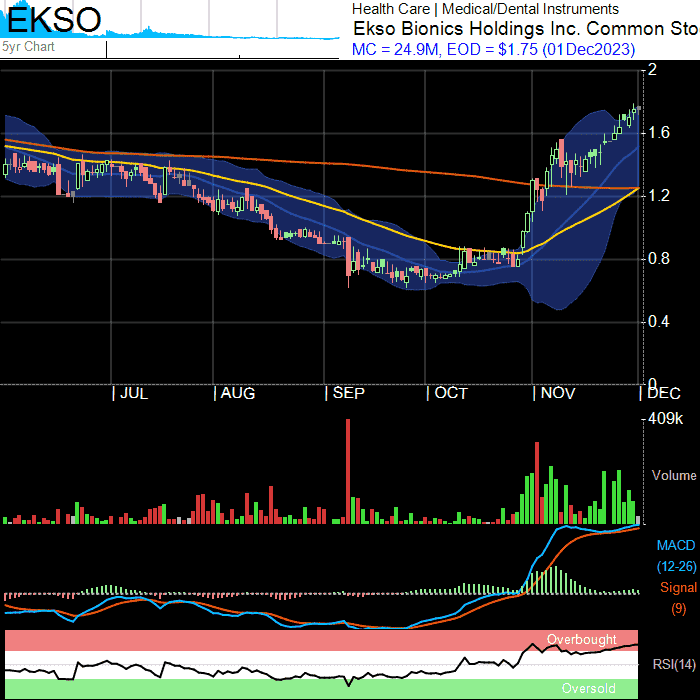 EKSO
5yr Chart
Health Care | Medical/Dental Instruments
Ekso Bionics Holdings Inc. Common Sto
MC = 24.9M, EOD = $1.75 (01Dec2023)
2
1.6
1.2
0.8
0.4
0
| JUL | AUG | SEP | OCT | NOV | DEC
409k
Volume
MACD
(12-26)
Signal
(9)
Overbought
RSI(14)
Oversold